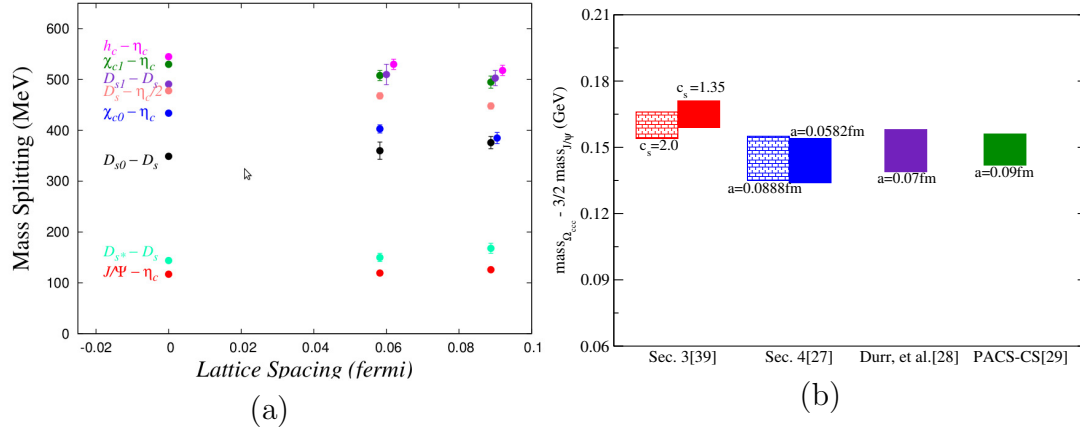 600
500
400
300
200
100
0
Mass Splitting (MeV)
h_c − η_c
χ_c1 − η_c
D_s1 − D_s
D_s − η_c/2
χ_c0 − η_c
D_s0 − D_s
D_s* − D_s
J/Ψ − η_c
-0.02 0 0.02 0.04 0.06 0.08 0.1
Lattice Spacing (fermi)
(a)
0.21
0.18
0.15
0.12
0.09
0.06
mass_Ω_ccc - 3/2 mass_J/ψ (GeV)
c_s=1.35
c_s=2.0
a=0.0582fm
a=0.0888fm
a=0.07fm
a=0.09fm
Sec. 3[39] Sec. 4[27] Durr, et al.[28] PACS-CS[29]
(b)